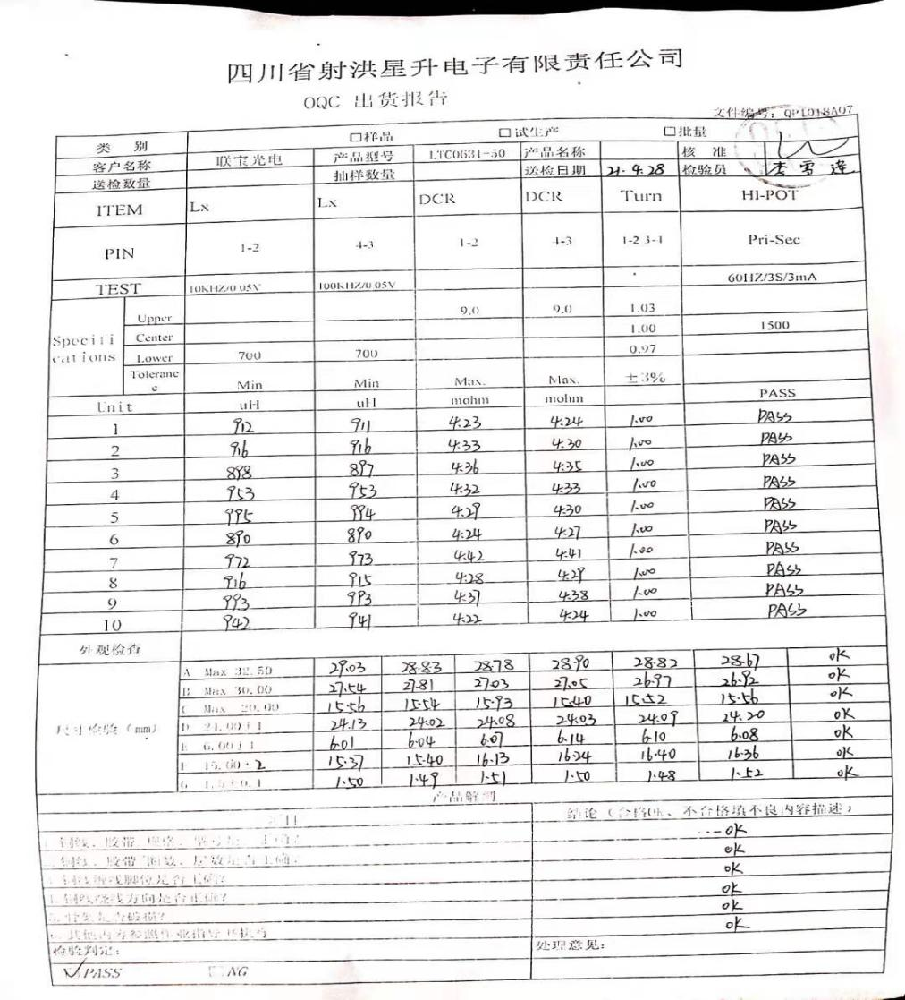 四川省射洪星升电子有限责任公司
OQC 出货报告
文件编号：QP1018A07
类 别 □样品 □试生产 □批量
客户名称 联宝光电 产品型号 LTC0631-50 产品名称 核 准
送检数量 抽样数量 送检日期 21.4.28 检验员 李
ITEM Lx Lx DCR DCR Turn HI-POT
PIN 1-2 4-3 1-2 4-3 1-2 3-4 Pri-Sec
TEST 10KHZ/0.05V 100KHZ/0.05V 60HZ/3S/3mA
Specifications
Upper 9.0 9.0 1.03
Center 1.00 1500
Lower 700 700 0.97
Tolerance Min Min Max. Max. ±3%
Unit uH uH mohm mohm PASS
1 912 911 4.23 4.24 1.00 PASS
2 916 916 4.33 4.30 1.00 PASS
3 898 897 4.36 4.35 1.00 PASS
4 953 953 4.32 4.33 1.00 PASS
5 995 994 4.29 4.30 1.00 PASS
6 890 890 4.24 4.27 1.00 PASS
7 972 973 4.42 4.41 1.00 PASS
8 916 915 4.28 4.29 1.00 PASS
9 993 993 4.37 4.38 1.00 PASS
10 942 941 4.22 4.24 1.00 PASS
外观检查
尺寸检验（mm）
A Max 32.50 29.03 28.83 28.78 28.90 28.82 28.67 OK
B Max 30.00 27.54 27.81 27.03 27.05 26.97 26.92 OK
C Max 20.00 15.56 15.54 15.93 15.40 15.52 15.56 OK
D 24.00±1 24.13 24.02 24.08 24.03 24.09 24.20 OK
E 6.00±1 6.01 6.04 6.07 6.14 6.10 6.08 OK
F 15.00 2 15.37 15.40 16.13 16.24 16.40 16.36 OK
G 1.5±0.1 1.50 1.49 1.51 1.50 1.48 1.52 OK
产品解剖
项目 结论（合格OK、不合格填不良内容描述）
铜线、胶带、规格、型号是 正确？ OK
铜线、胶带 圈数、层数是否正确？ OK
铜线缠线脚位是否正确？ OK
铜线绕线方向是否正确？ OK
5. 骨架是否破损？ OK
其他内容参照作业指导书执行 OK
检验判定： 处理意见：
☑PASS □NG